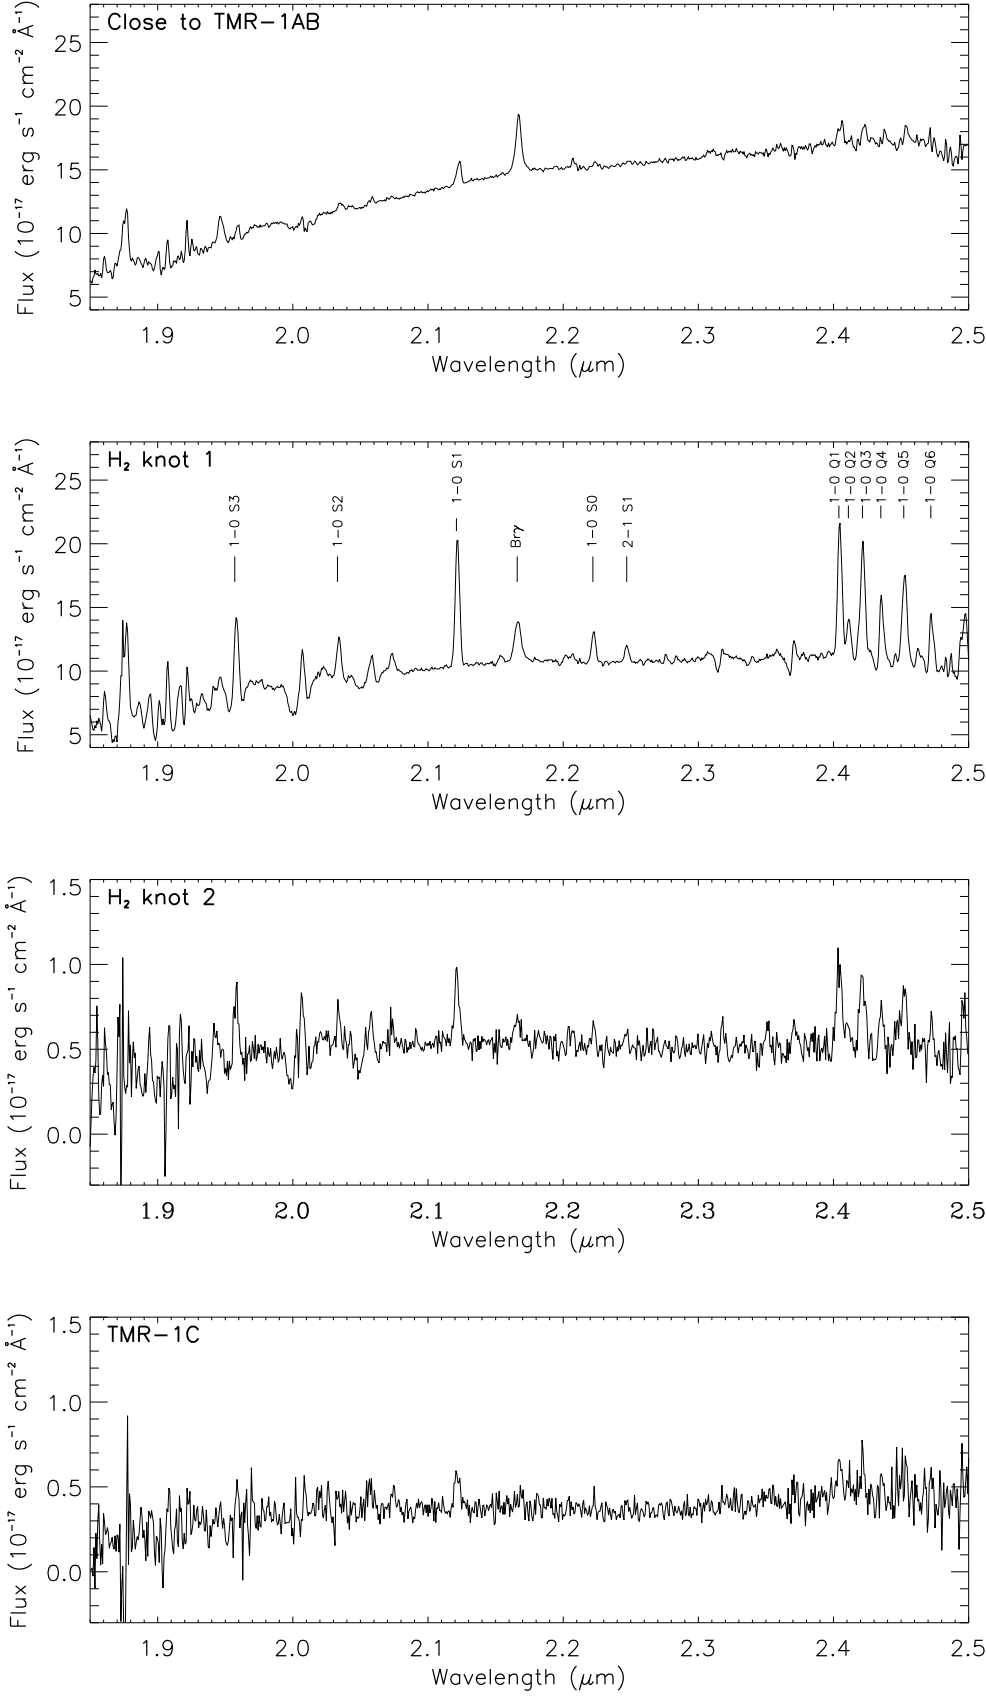 Close to TMR−1AB
Flux (10⁻¹⁷ erg s⁻¹ cm⁻² Å⁻¹)
25
20
15
10
5
1.9 2.0 2.1 2.2 2.3 2.4 2.5
Wavelength (μm)
H₂ knot 1
Flux (10⁻¹⁷ erg s⁻¹ cm⁻² Å⁻¹)
25
20
15
10
5
1−0 S3
1−0 S2
1−0 S1
Brγ
1−0 S0
2−1 S1
1−0 Q1
1−0 Q2
1−0 Q3
1−0 Q4
1−0 Q5
1−0 Q6
1.9 2.0 2.1 2.2 2.3 2.4 2.5
Wavelength (μm)
H₂ knot 2
Flux (10⁻¹⁷ erg s⁻¹ cm⁻² Å⁻¹)
1.5
1.0
0.5
0.0
1.9 2.0 2.1 2.2 2.3 2.4 2.5
Wavelength (μm)
TMR−1C
Flux (10⁻¹⁷ erg s⁻¹ cm⁻² Å⁻¹)
1.5
1.0
0.5
0.0
1.9 2.0 2.1 2.2 2.3 2.4 2.5
Wavelength (μm)